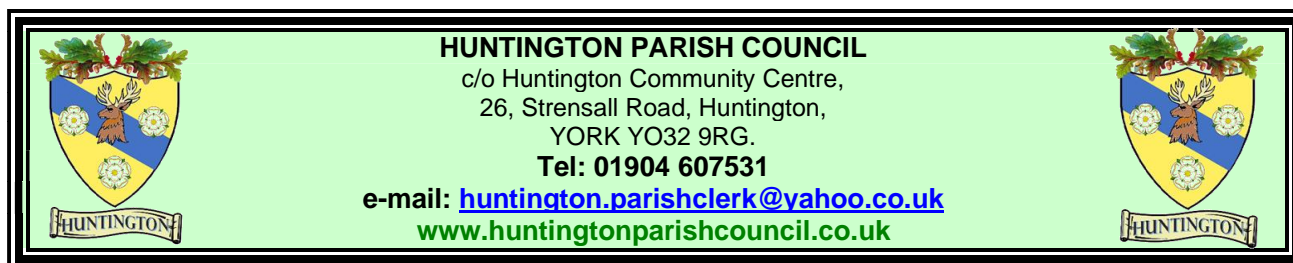 HUNTINGTON PARISH COUNCIL
c/o Huntington Community Centre,
26, Strensall Road, Huntington,
YORK YO32 9RG.
Tel: 01904 607531
e-mail: huntington.parishclerk@yahoo.co.uk
www.huntingtonparishcouncil.co.uk
HUNTINGTON
HUNTINGTON